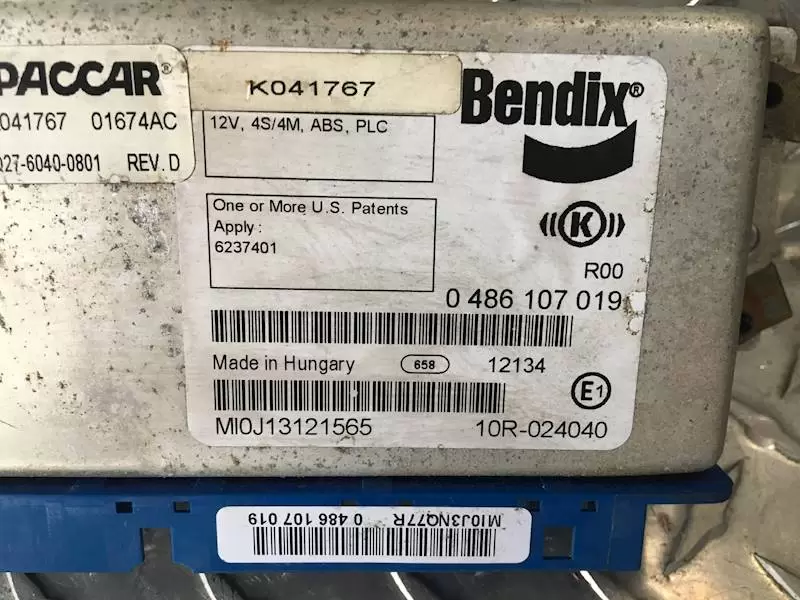 PACCAR®
041767 01674AC
Q27-6040-0801 REV.D
K041767
12V, 4S/4M, ABS, PLC
Bendix®
One or More U.S. Patents
Apply :
6237401
K
R00
0 486 107 019
Made in Hungary 658 12134
E1
MI0J13121565 10R-024040
MI0J3NQ77R 0 486 107 019